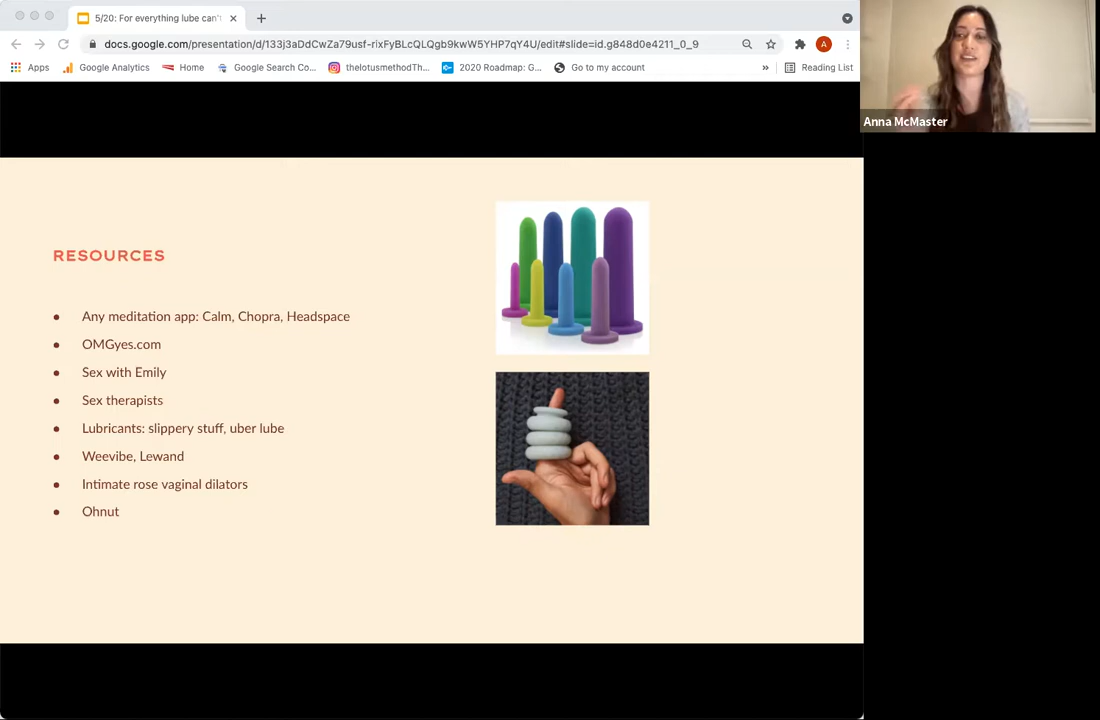 5/20: For everything lube can'
docs.google.com/presentation/d/133j3aDdCwZa79usf-rixFyBLcQLQgb9kwW5YHP7qY4U/edit#slide=id.g848d0e4211_0_9
A
Apps
Google Analytics
Home
Google Search Co...
thelotusmethodTh...
2020 Roadmap: G...
Go to my account
»
Reading List
Anna McMaster
RESOURCES
• Any meditation app: Calm, Chopra, Headspace
• OMGyes.com
• Sex with Emily
• Sex therapists
• Lubricants: slippery stuff, uber lube
• Weevibe, Lewand
• Intimate rose vaginal dilators
• Ohnut